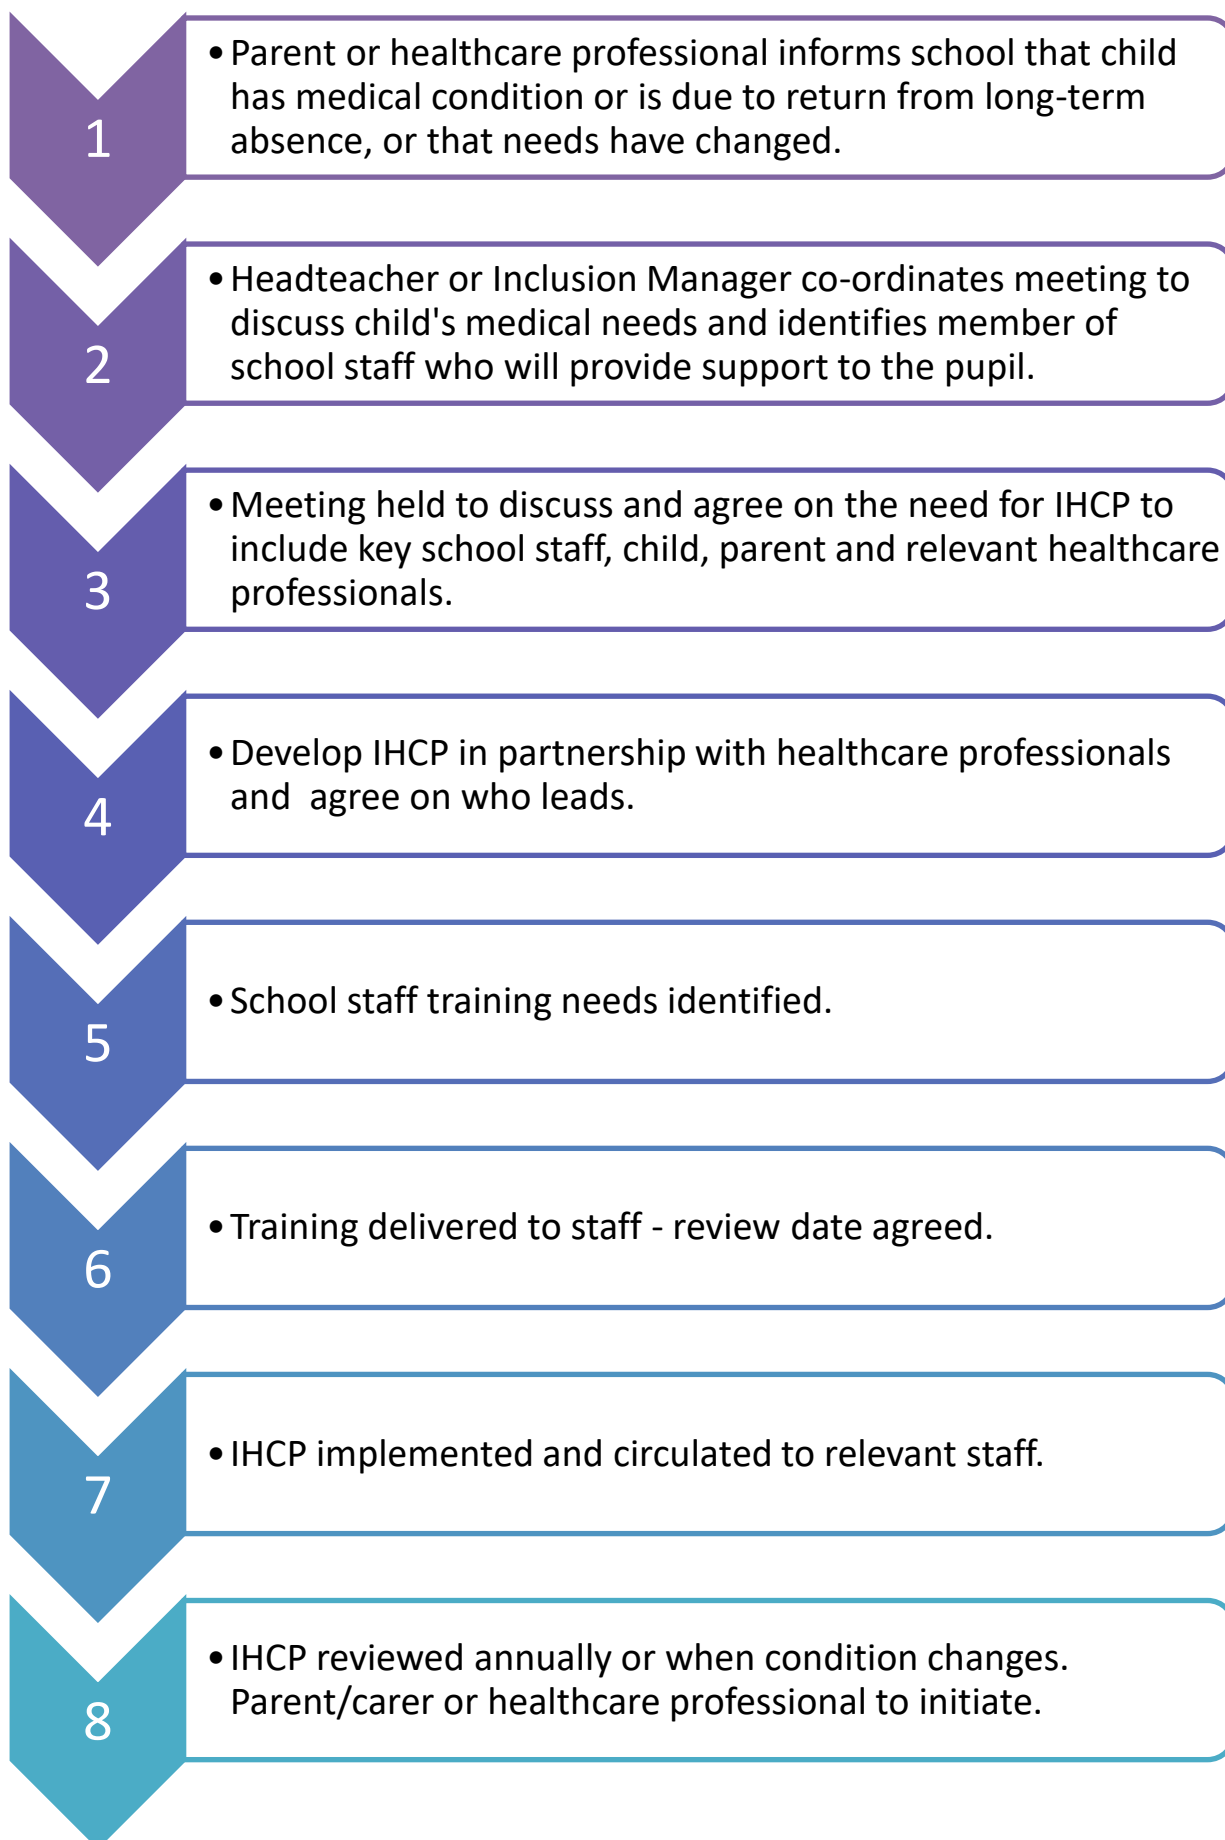 1
• Parent or healthcare professional informs school that child
has medical condition or is due to return from long-term
absence, or that needs have changed.
2
• Headteacher or Inclusion Manager co-ordinates meeting to
discuss child's medical needs and identifies member of
school staff who will provide support to the pupil.
3
• Meeting held to discuss and agree on the need for IHCP to
include key school staff, child, parent and relevant healthcare
professionals.
4
• Develop IHCP in partnership with healthcare professionals
and  agree on who leads.
5
• School staff training needs identified.
6
• Training delivered to staff - review date agreed.
7
• IHCP implemented and circulated to relevant staff.
8
• IHCP reviewed annually or when condition changes.
Parent/carer or healthcare professional to initiate.